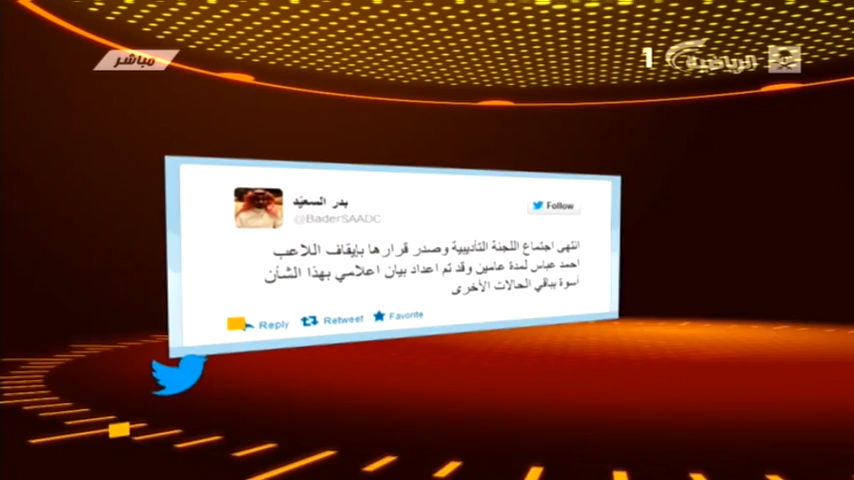 مباشر
الرياضية 1
بدر السعيّد
@BaderSAADC
Follow
انتهى اجتماع اللجنة التأديبية وصدر قرارها بإيقاف اللاعب
احمد عباس لمدة عامين وقد تم اعداد بيان اعلامي بهذا الشأن
أسوة بباقي الحالات الأخرى
Reply Retweet Favorite